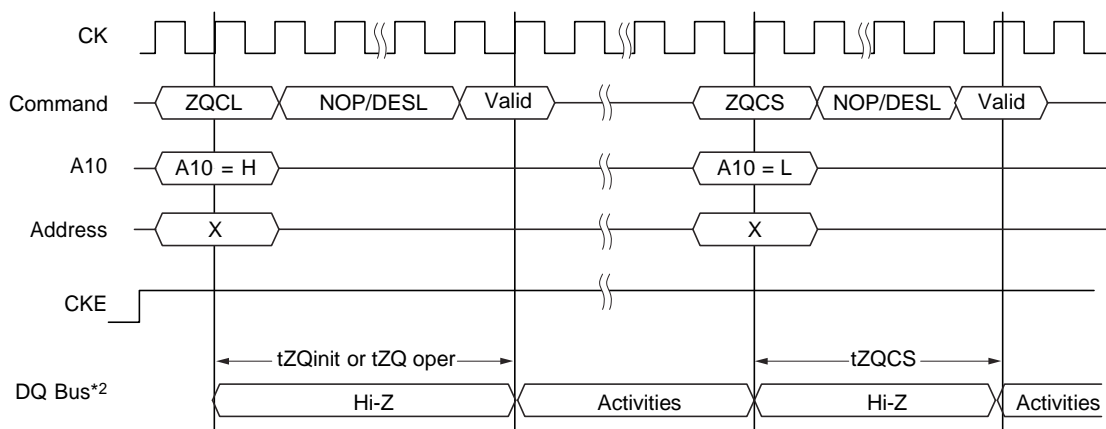 CK
Command ZQCL NOP/DESL Valid ZQCS NOP/DESL Valid
A10 A10 = H A10 = L
Address X X
CKE
tZQinit or tZQ oper tZQCS
DQ Bus*2 Hi-Z Activities Hi-Z Activities